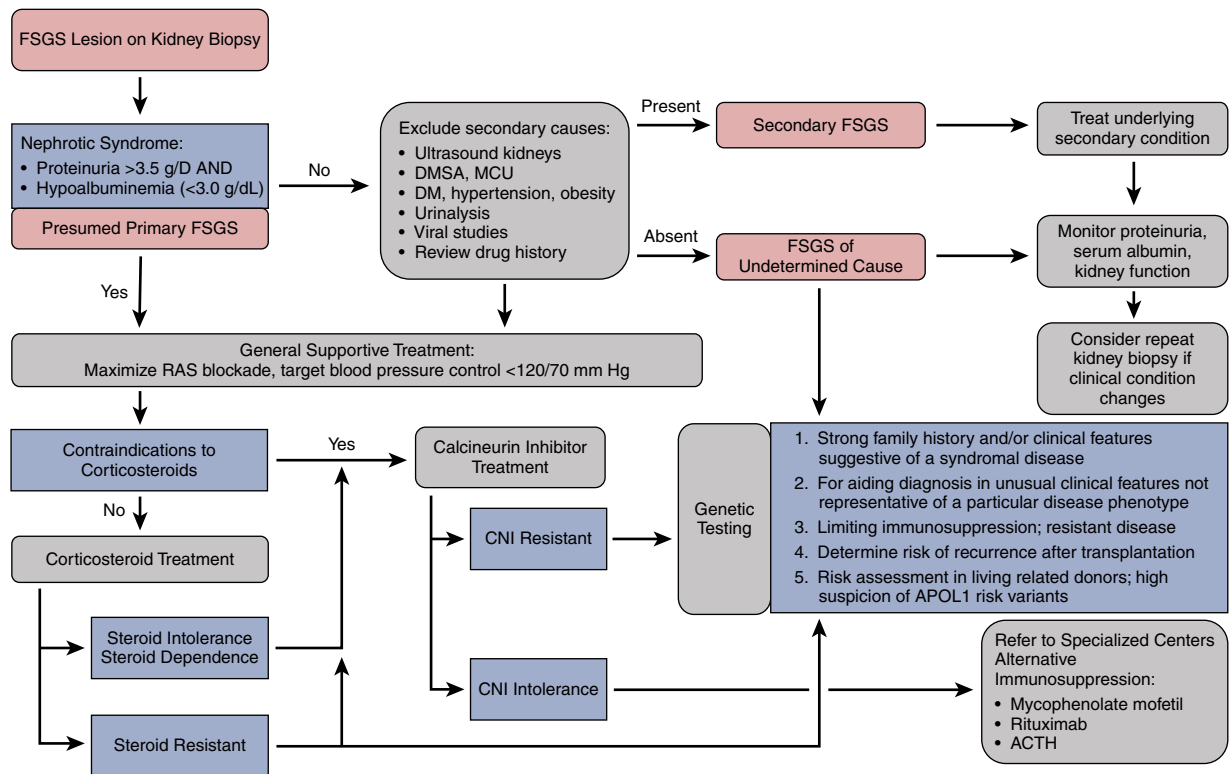 FSGS Lesion on Kidney Biopsy
Nephrotic Syndrome:
• Proteinuria >3.5 g/D AND
• Hypoalbuminemia (<3.0 g/dL)
Presumed Primary FSGS
No
Yes
Exclude secondary causes:
• Ultrasound kidneys
• DMSA, MCU
• DM, hypertension, obesity
• Urinalysis
• Viral studies
• Review drug history
Present
Secondary FSGS
Treat underlying
secondary condition
Absent
FSGS of
Undetermined Cause
Monitor proteinuria,
serum albumin,
kidney function
Consider repeat
kidney biopsy if
clinical condition
changes
General Supportive Treatment:
Maximize RAS blockade, target blood pressure control <120/70 mm Hg
Contraindications to
Corticosteroids
Yes
No
Calcineurin Inhibitor
Treatment
Corticosteroid Treatment
Steroid Intolerance
Steroid Dependence
Steroid Resistant
CNI Resistant
CNI Intolerance
Genetic
Testing
1. Strong family history and/or clinical features
suggestive of a syndromal disease
2. For aiding diagnosis in unusual clinical features not
representative of a particular disease phenotype
3. Limiting immunosuppression; resistant disease
4. Determine risk of recurrence after transplantation
5. Risk assessment in living related donors; high
suspicion of APOL1 risk variants
Refer to Specialized Centers
Alternative
Immunosuppression:
• Mycophenolate mofetil
• Rituximab
• ACTH